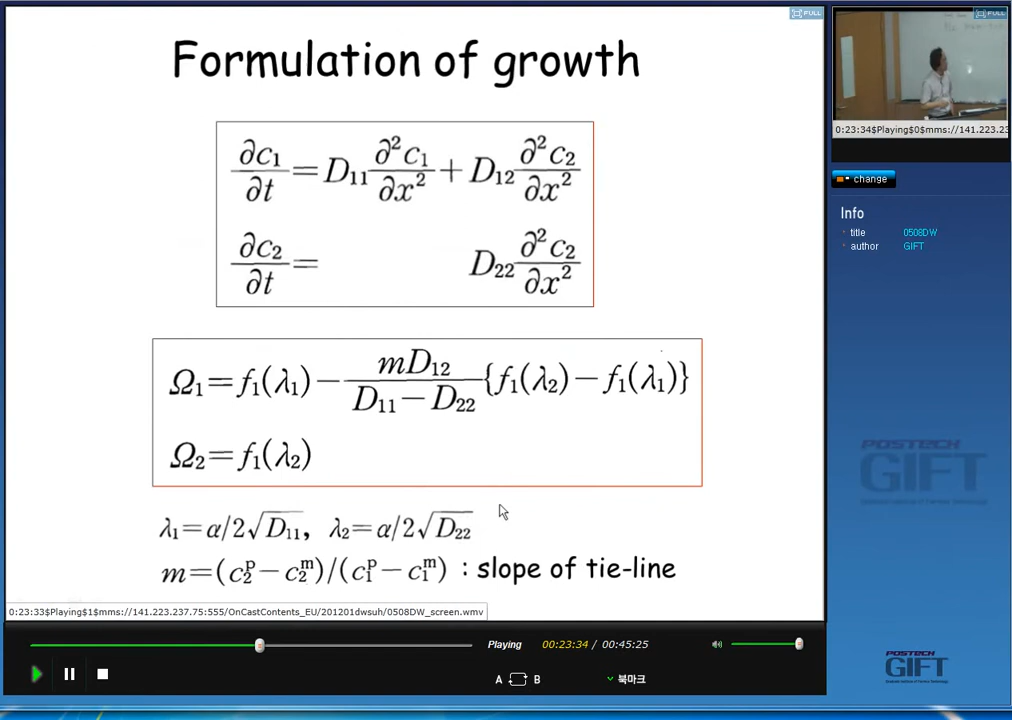 Formulation of growth
∂c₁/∂t = D₁₁ ∂²c₁/∂x² + D₁₂ ∂²c₂/∂x²
∂c₂/∂t = D₂₂ ∂²c₂/∂x²
Ω₁ = f₁(λ₁) − mD₁₂/(D₁₁ − D₂₂) {f₁(λ₂) − f₁(λ₁)}
Ω₂ = f₁(λ₂)
λ₁ = α/2√D₁₁, λ₂ = α/2√D₂₂
m = (c₂ᵖ − c₂ᵐ)/(c₁ᵖ − c₁ᵐ) : slope of tie-line
0:23:33$Playing$1$mms://141.223.237.75:555/OnCastContents_EU/201201dwsuh/0508DW_screen.wmv
Playing 00:23:34 / 00:45:25
A B 북마크
FULL
FULL
0:23:34$Playing$0$mms://141.223.23
change
Info
title 0508DW
author GIFT
POSTECH
GIFT
POSTECH
GIFT